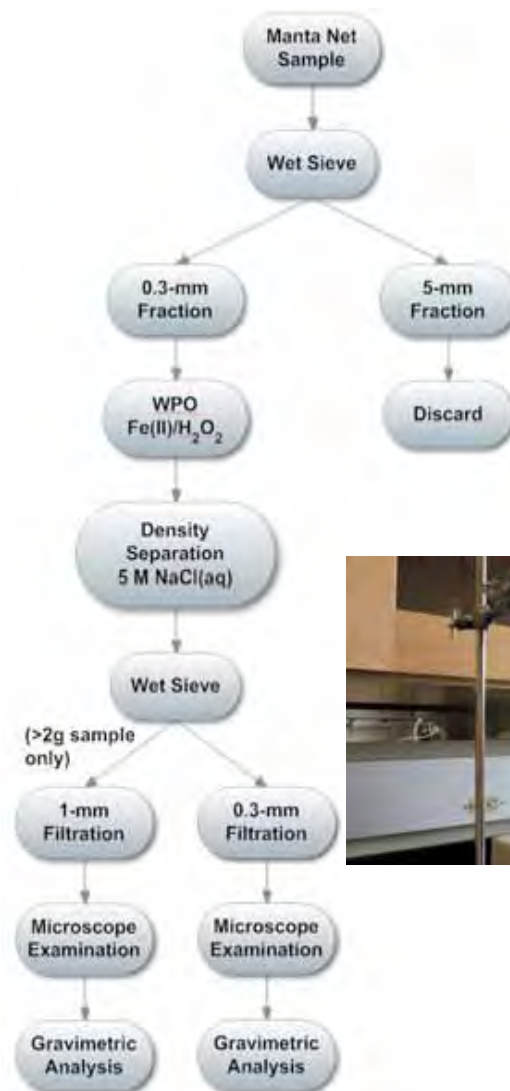 Manta Net
Sample
Wet Sieve
0.3-mm
Fraction
5-mm
Fraction
WPO
Fe(II)/H₂O₂
Discard
Density
Separation
5 M NaCl(aq)
Wet Sieve
(>2g sample
only)
1-mm
Filtration
0.3-mm
Filtration
Microscope
Examination
Microscope
Examination
Gravimetric
Analysis
Gravimetric
Analysis